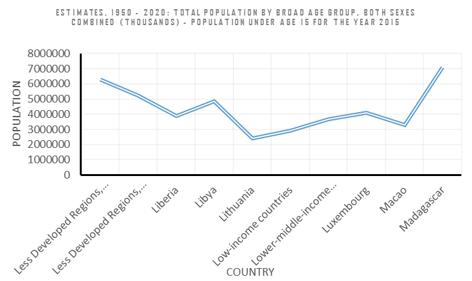 ESTIMATES, 1950 - 2020: TOTAL POPULATION BY BROAD AGE GROUP, BOTH SEXES
COMBINED (THOUSANDS) - POPULATION UNDER AGE 15 FOR THE YEAR 2015
8000000
7000000
6000000
5000000
4000000
3000000
2000000
1000000
0
POPULATION
Less Developed Regions,...
Less Developed Regions,...
Liberia
Libya
Lithuania
Low-income countries
Lower-middle-income...
Luxembourg
Macao
Madagascar
COUNTRY